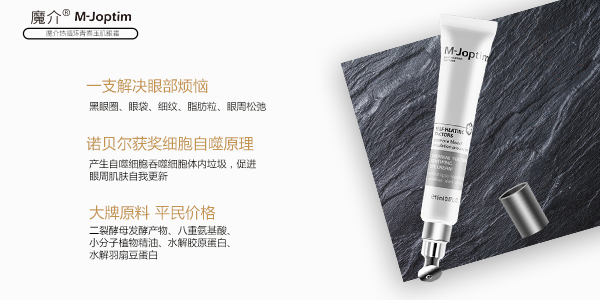 魔介® M-Joptim
魔介热循环青春生肌眼霜
一支解决眼部烦恼
黑眼圈、眼袋、细纹、脂肪粒、眼周松弛
诺贝尔获奖细胞自噬原理
产生自噬细胞吞噬细胞体内垃圾，促进
眼周肌肤自我更新
大牌原料 平民价格
二裂酵母发酵产物、八重氨基酸、
小分子植物精油、水解胶原蛋白、
水解羽扇豆蛋白
M-Joptim
SELF HEATING
FACTORS